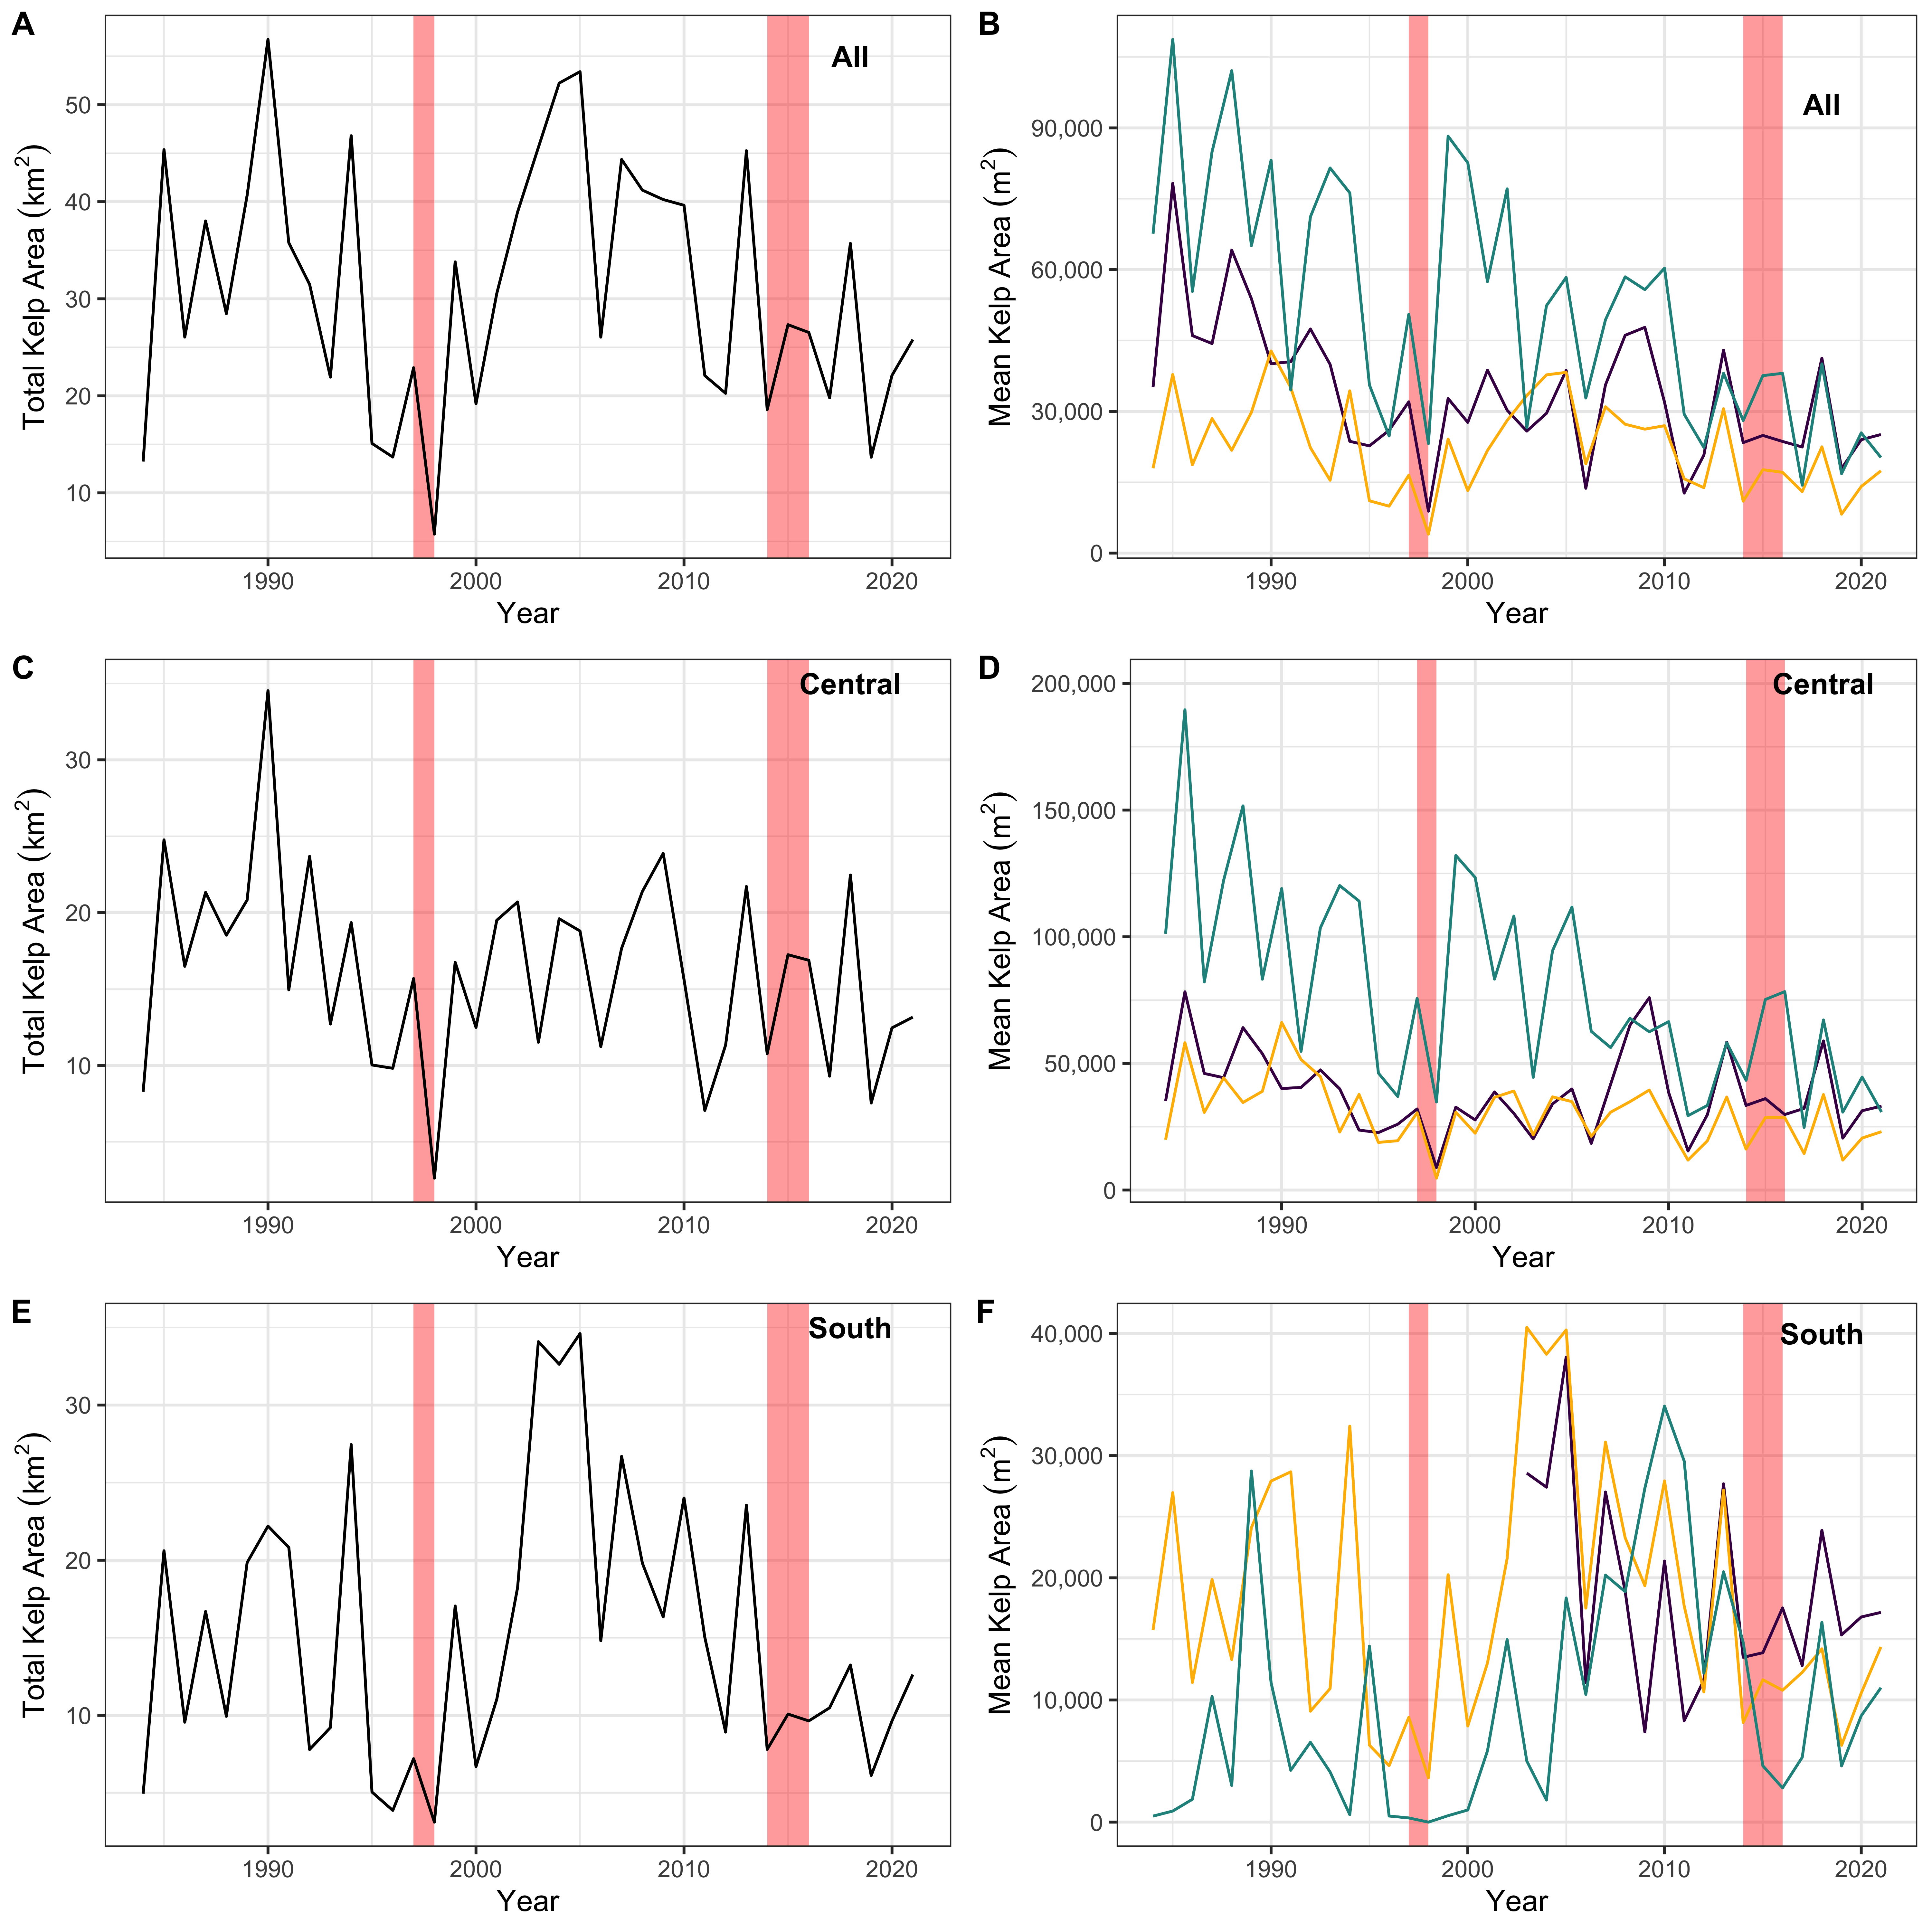 A
All
Total Kelp Area (km2)
50
40
30
20
10
1990
2000
2010
2020
Year
B
All
Mean Kelp Area (m2)
90,000
60,000
30,000
0
1990
2000
2010
2020
Year
C
Central
Total Kelp Area (km2)
30
20
10
1990
2000
2010
2020
Year
D
Central
Mean Kelp Area (m2)
200,000
150,000
100,000
50,000
0
1990
2000
2010
2020
Year
E
South
Total Kelp Area (km2)
30
20
10
1990
2000
2010
2020
Year
F
South
Mean Kelp Area (m2)
40,000
30,000
20,000
10,000
0
1990
2000
2010
2020
Year